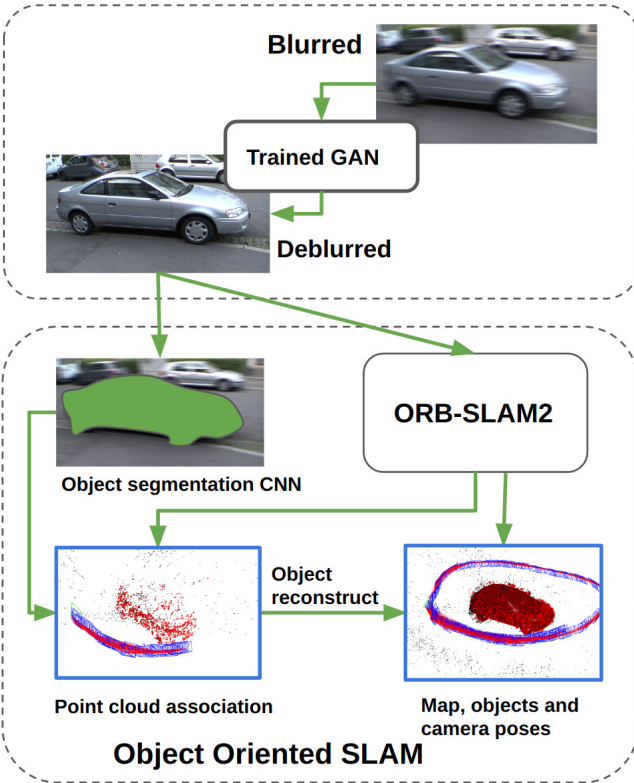 Blurred
Trained GAN
Deblurred
ORB-SLAM2
Object segmentation CNN
Object
reconstruct
Point cloud association
Map, objects and
camera poses
Object Oriented SLAM